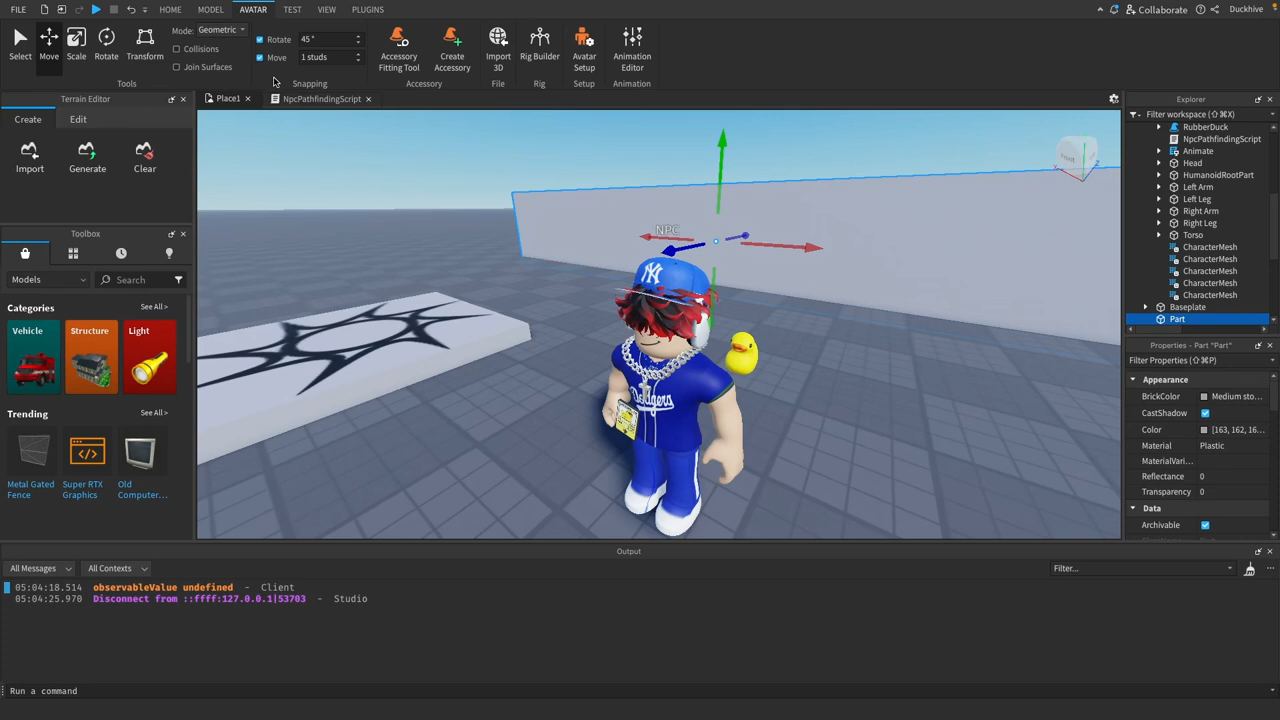 FILE HOME MODEL AVATAR TEST VIEW PLUGINS Collaborate Duckhive
Select Move Scale Rotate Transform
Mode: Geometric
Collisions
Join Surfaces
Rotate 45 °
Move 1 studs
Accessory Fitting Tool
Create Accessory
Import 3D
Rig Builder
Avatar Setup
Animation Editor
Tools Snapping Accessory File Rig Setup Animation
Terrain Editor
Create Edit
Import Generate Clear
Toolbox
Models Search
Categories See All >
Vehicle Structure Light
Trending See All >
Metal Gated Fence
Super RTX Graphics
Old Computer...
Place1 NpcPathfindingScript
NPC
Dodgers
Explorer
Filter workspace (⇧⌘X)
RubberDuck
NpcPathfindingScript
Animate
Head
HumanoidRootPart
Left Arm
Left Leg
Right Arm
Right Leg
Torso
CharacterMesh
CharacterMesh
CharacterMesh
CharacterMesh
CharacterMesh
Baseplate
Part
Properties - Part "Part"
Filter Properties (⇧⌘P)
Appearance
BrickColor Medium sto...
CastShadow
Color [163, 162, 16...
Material Plastic
MaterialVari...
Reflectance 0
Transparency 0
Data
Archivable
Output
All Messages All Contexts Filter...
05:04:18.514 observableValue undefined - Client
05:04:25.970 Disconnect from ::ffff:127.0.0.1|53703 - Studio
Run a command